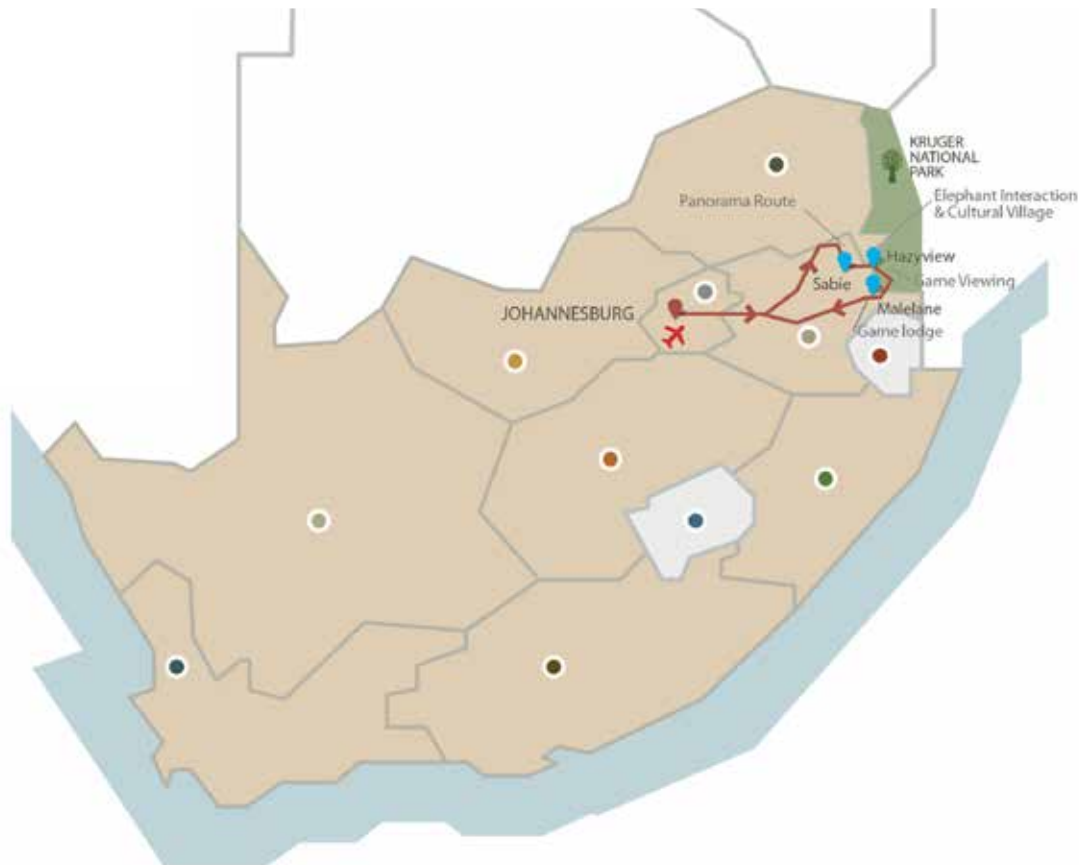 KRUGER
NATIONAL
PARK
Elephant Interaction
& Cultural Village
Panorama Route
Hazyview
Sabie
Game Viewing
JOHANNESBURG
Malelane
Game lodge